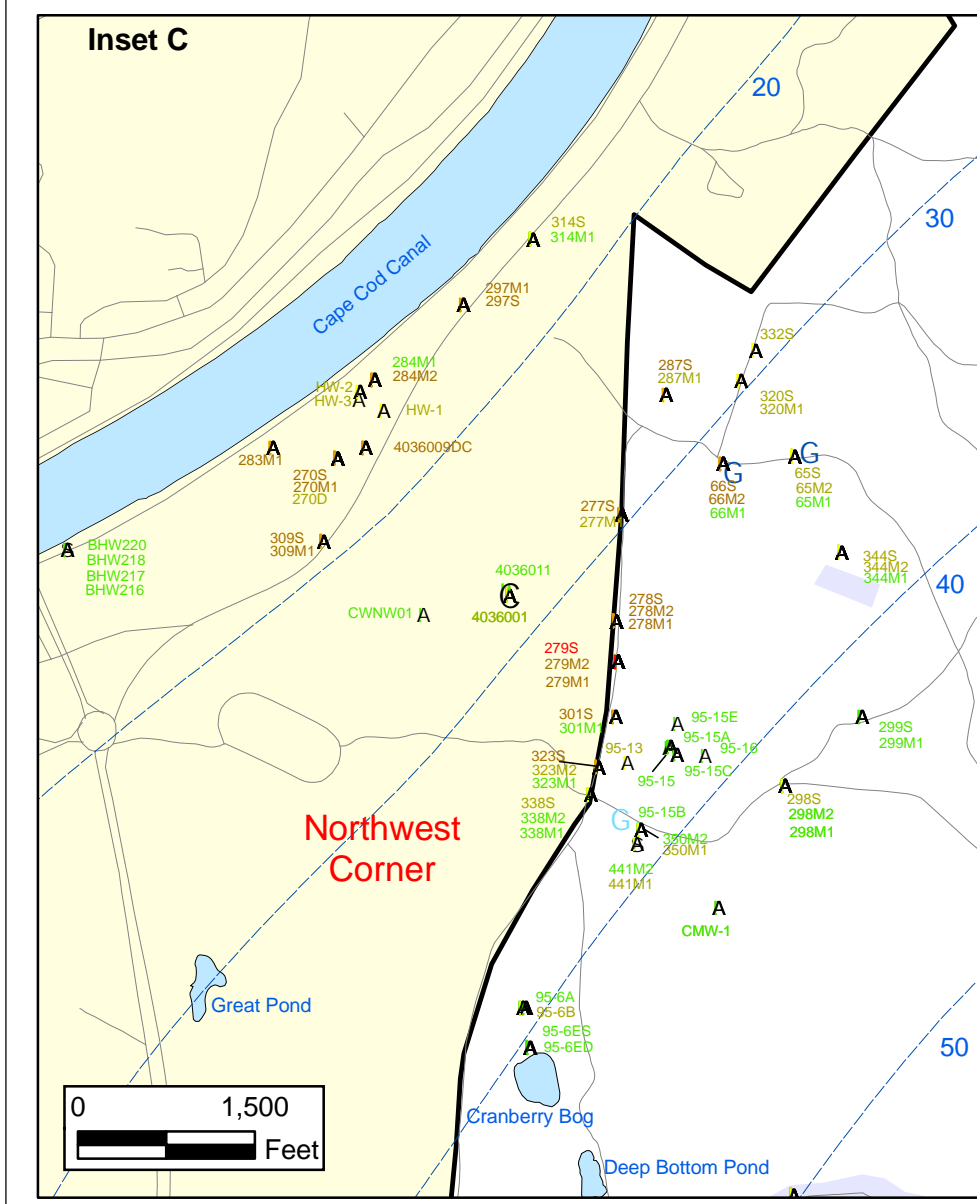 Inset C
20
30
Cape Cod Canal
314S
314M1
297M1
297S
332S
284M1
284M2
HW-2
HW-3
HW-1
287S
287M1
320S
320M1
283M1
4036009DC
270S
270M1
270D
G
G
66S
66M2
66M1
65S
65M2
65M1
277S
277M1
309S
309M1
BHW220
BHW218
BHW217
BHW216
4036011
4036001
CWNW01
344S
344M2
344M1
40
278S
278M2
278M1
279S
279M2
279M1
301S
301M1
95-15E
95-15A
95-16
95-15C
95-15
95-13
299S
299M1
323S
323M2
323M1
338S
338M2
338M1
298S
298M2
298M1
95-15B
G
350M2
350M1
441M2
441M1
Northwest
Corner
CMW-1
Great Pond
95-6A
95-6B
95-6ES
95-6ED
50
Cranberry Bog
Deep Bottom Pond
0 1,500
Feet